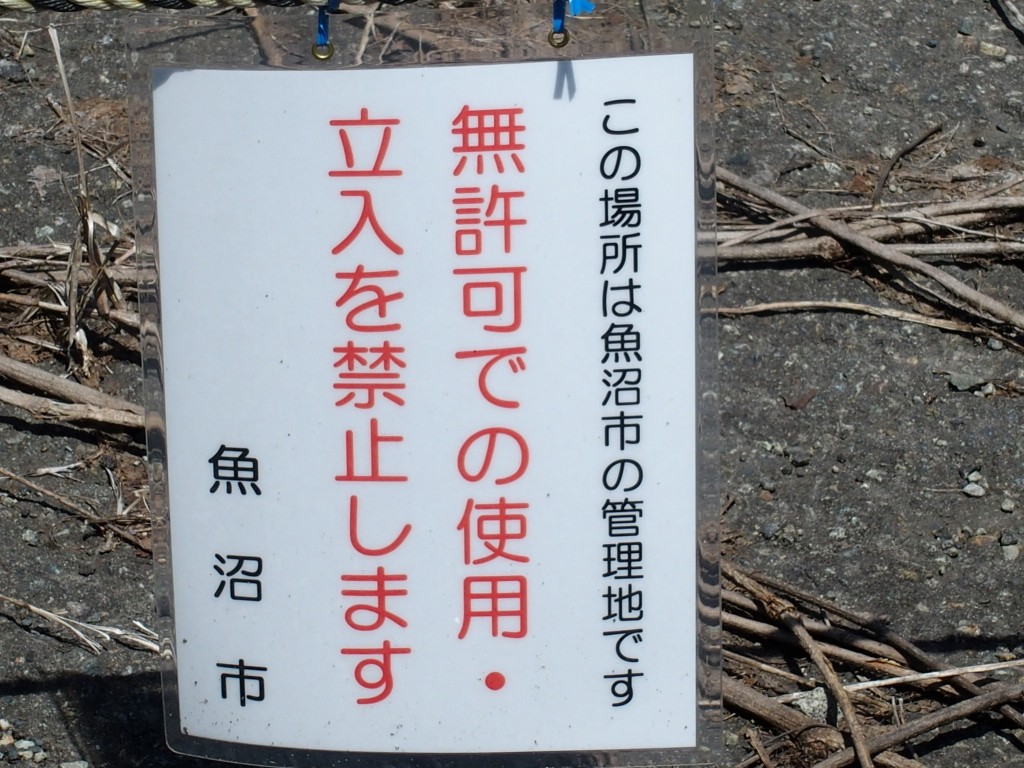 この場所は魚沼市の管理地です
無許可での使用・
立入を禁止します
魚沼市